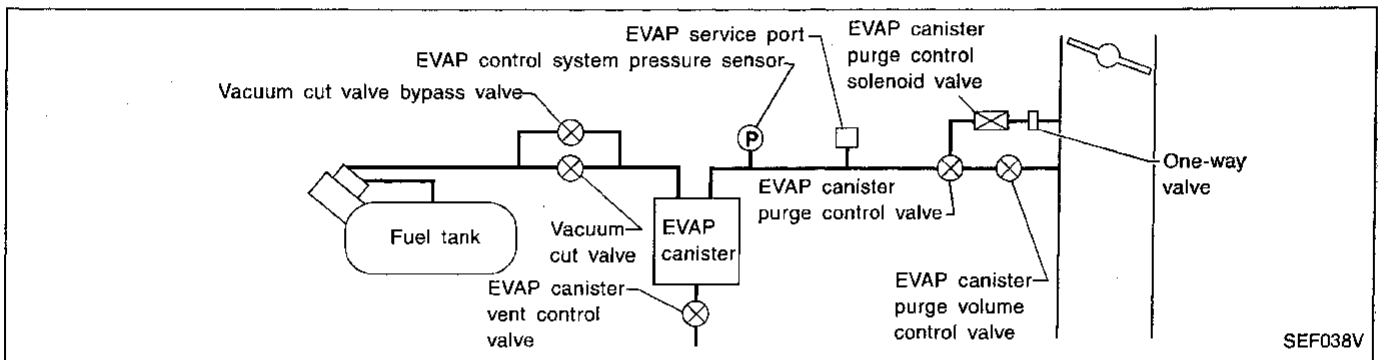 EVAP service port
EVAP canister
purge control
solenoid valve
EVAP control system pressure sensor
Vacuum cut valve bypass valve
P
One-way
valve
EVAP canister
purge control valve
Fuel tank
Vacuum
cut valve
EVAP
canister
EVAP canister
vent control
valve
EVAP canister
purge volume
control valve
SEF038V